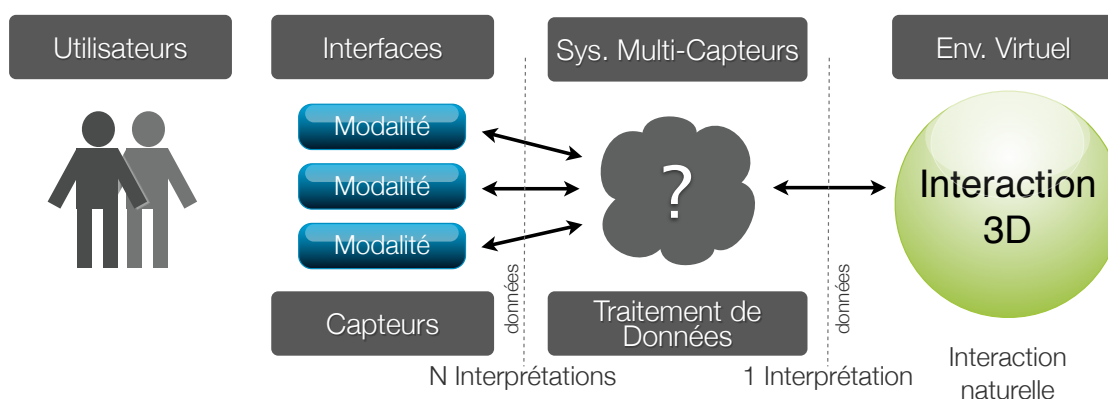 Utilisateurs
Interfaces
Sys. Multi-Capteurs
Env. Virtuel
Modalité
Modalité
Modalité
?
Interaction
3D
données
données
Capteurs
Traitement de
Données
N Interprétations
1 Interprétation
Interaction
naturelle